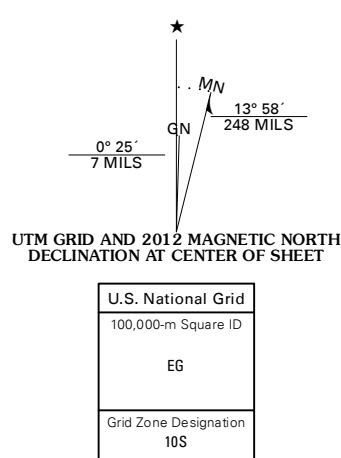 ★
MN
13° 58´
248 MILS
GN
0° 25´
7 MILS
UTM GRID AND 2012 MAGNETIC NORTH
DECLINATION AT CENTER OF SHEET
U.S. National Grid
100,000-m Square ID
EG
Grid Zone Designation
10S